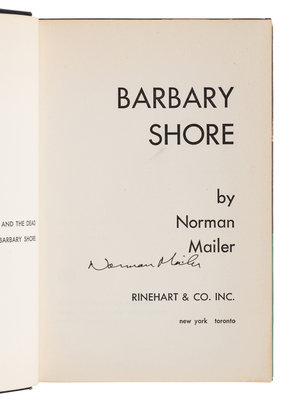 AND THE DEAD
BARBARY SHORE
BARBARY
SHORE
by
Norman
Mailer
Norman Mailer
RINEHART & CO. INC.
new york toronto